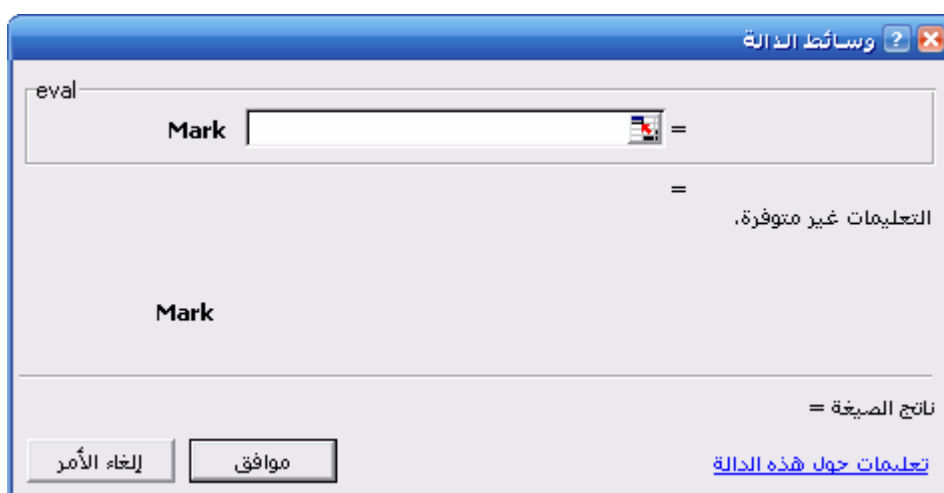 وسائط الدالة
eval
Mark =
=
التعليمات غير متوفرة.
Mark
ناتج الصيغة =
تعليمات حول هذه الدالة
موافق
إلغاء الأمر